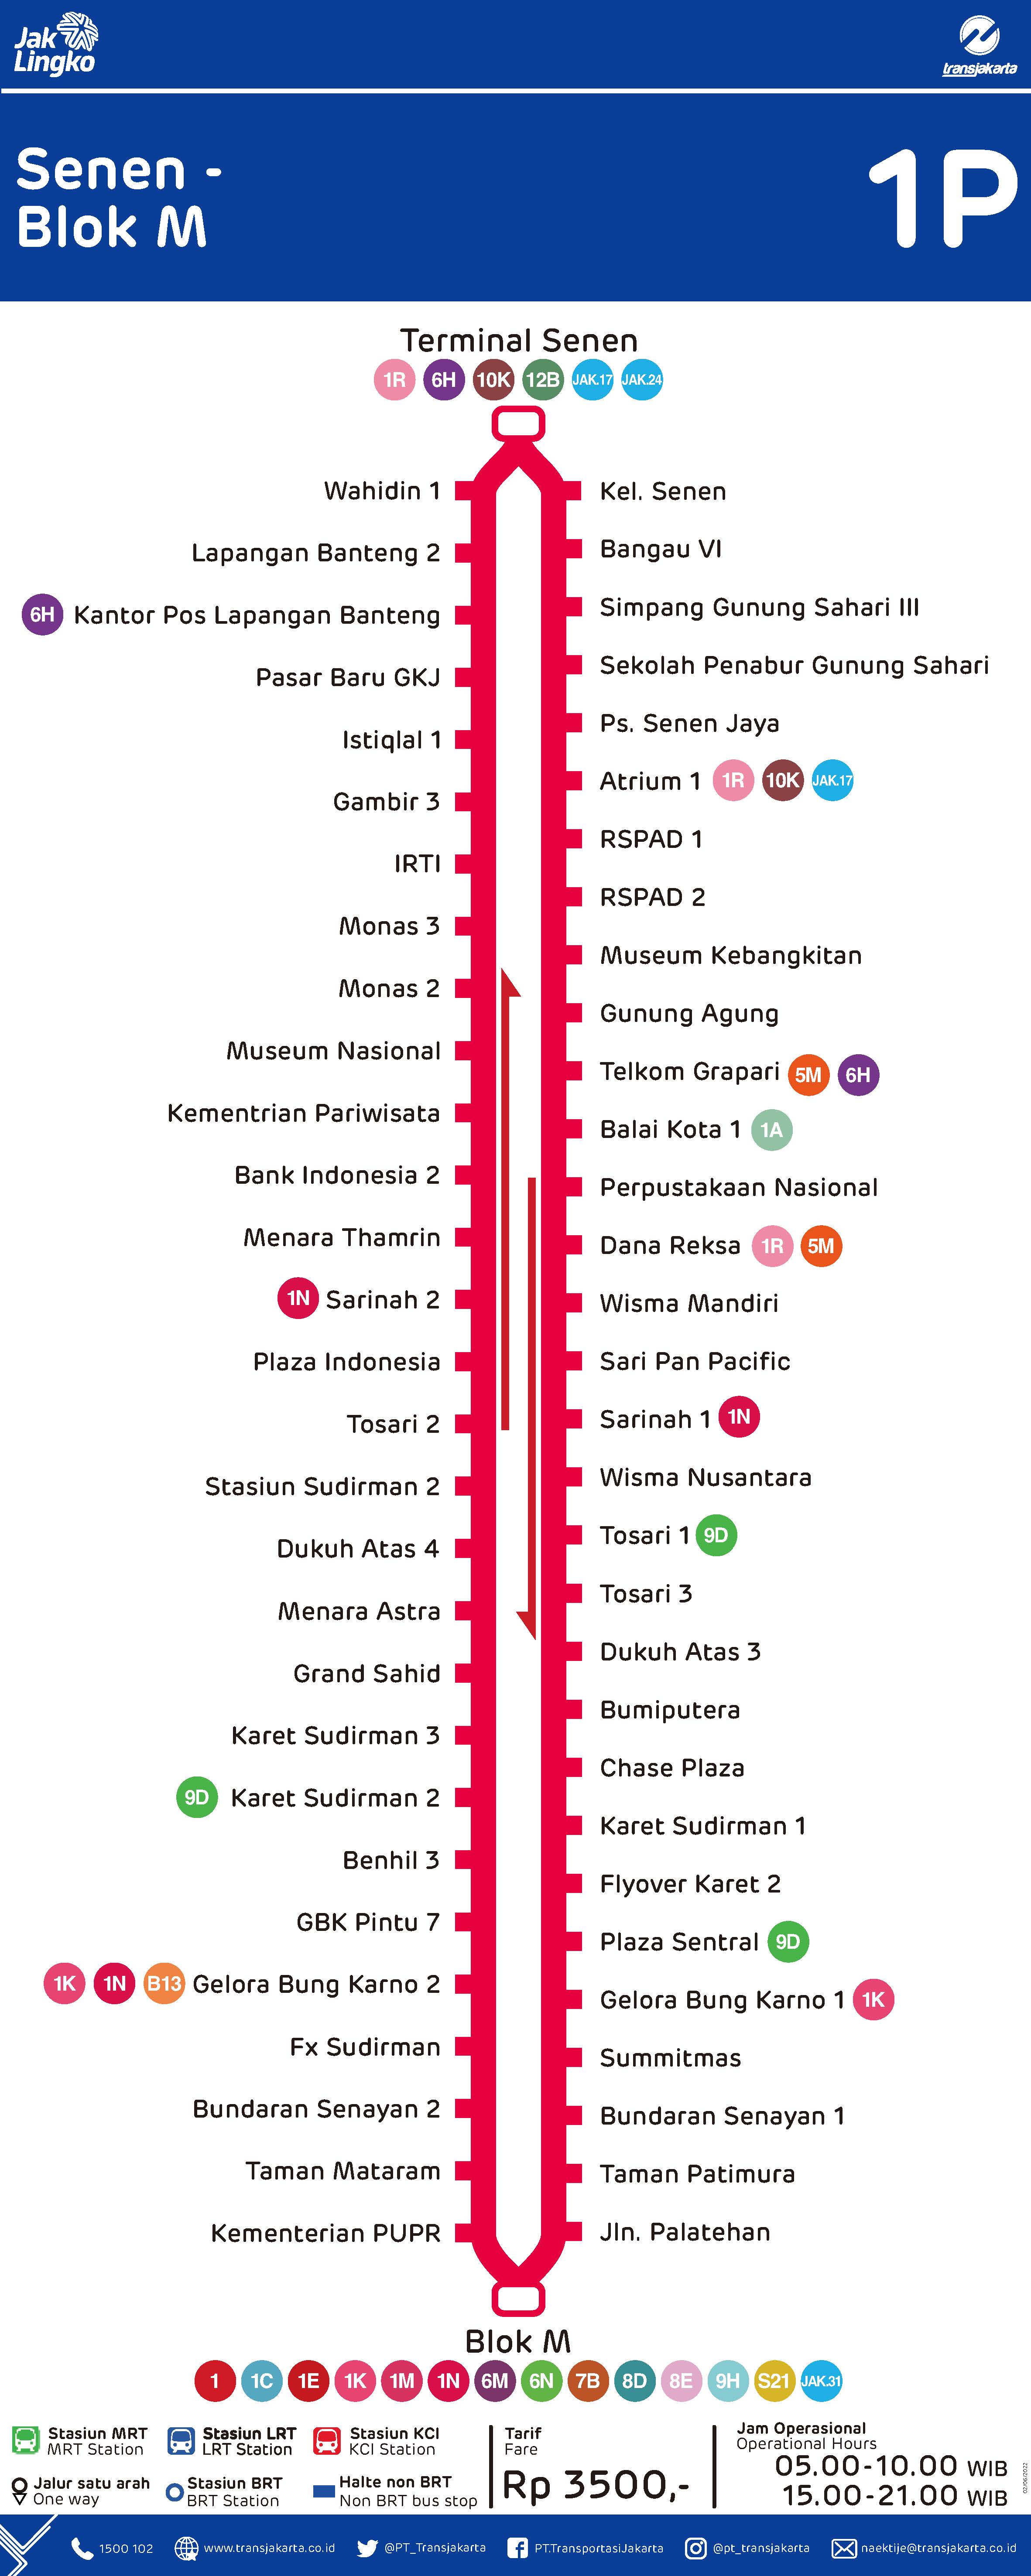 Jak
Lingko
transjakarta
Senen -
Blok M
1P
Terminal Senen
1R 6H 10K 12B JAK.17 JAK.24
Wahidin 1
Lapangan Banteng 2
6H Kantor Pos Lapangan Banteng
Pasar Baru GKJ
Istiqlal 1
Gambir 3
IRTI
Monas 3
Monas 2
Museum Nasional
Kementrian Pariwisata
Bank Indonesia 2
Menara Thamrin
1N Sarinah 2
Plaza Indonesia
Tosari 2
Stasiun Sudirman 2
Dukuh Atas 4
Menara Astra
Grand Sahid
Karet Sudirman 3
9D Karet Sudirman 2
Benhil 3
GBK Pintu 7
1K 1N B13 Gelora Bung Karno 2
Fx Sudirman
Bundaran Senayan 2
Taman Mataram
Kementerian PUPR
Kel. Senen
Bangau VI
Simpang Gunung Sahari III
Sekolah Penabur Gunung Sahari
Ps. Senen Jaya
Atrium 1 1R 10K JAK.17
RSPAD 1
RSPAD 2
Museum Kebangkitan
Gunung Agung
Telkom Grapari 5M 6H
Balai Kota 1 1A
Perpustakaan Nasional
Dana Reksa 1R 5M
Wisma Mandiri
Sari Pan Pacific
Sarinah 1 1N
Wisma Nusantara
Tosari 1 9D
Tosari 3
Dukuh Atas 3
Bumiputera
Chase Plaza
Karet Sudirman 1
Flyover Karet 2
Plaza Sentral 9D
Gelora Bung Karno 1 1K
Summitmas
Bundaran Senayan 1
Taman Patimura
Jln. Palatehan
Blok M
1 1C 1E 1K 1M 1N 6M 6N 7B 8D 8E 9H S21 JAK.31
Stasiun MRT
MRT Station
Stasiun LRT
LRT Station
Stasiun KCI
KCI Station
Jalur satu arah
One way
Stasiun BRT
BRT Station
Halte non BRT
Non BRT bus stop
Tarif
Fare
Rp 3500,-
Jam Operasional
Operational Hours
05.00-10.00 WIB
15.00-21.00 WIB
02/06/2022
1500 102
www.transjakarta.co.id
@PT_Transjakarta
PT.TransportasiJakarta
@pt_transjakarta
naektije@transjakarta.co.id